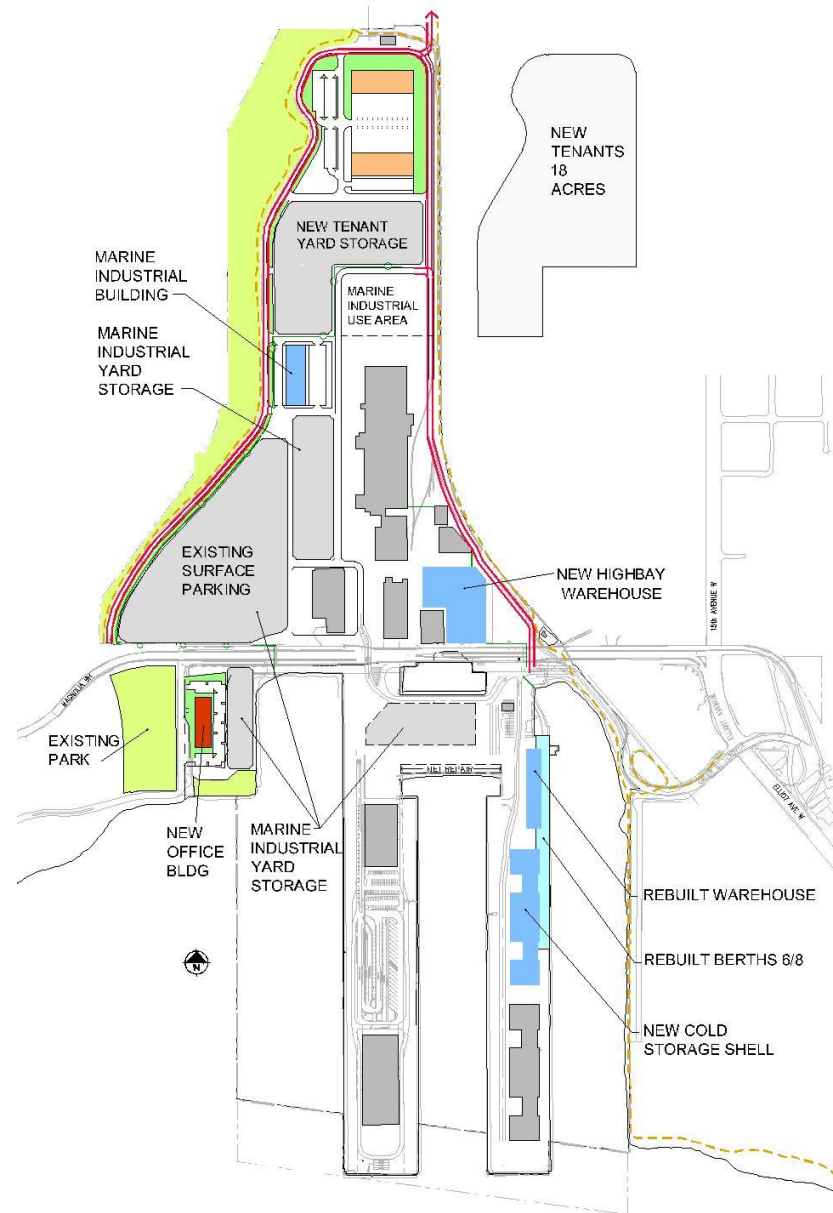 NEW
TENANTS
18
ACRES
NEW TENANT
YARD STORAGE
MARINE
INDUSTRIAL
BUILDING
MARINE
INDUSTRIAL
USE AREA
MARINE
INDUSTRIAL
YARD
STORAGE
EXISTING
SURFACE
PARKING
NEW HIGHBAY
WAREHOUSE
15th AVENUE W
MAGNOLIA
EXISTING
PARK
ELLIOT AVE W
NET REPAIR
NEW
OFFICE
BLDG
MARINE
INDUSTRIAL
YARD
STORAGE
REBUILT WAREHOUSE
REBUILT BERTHS 6/8
NEW COLD
STORAGE SHELL
N